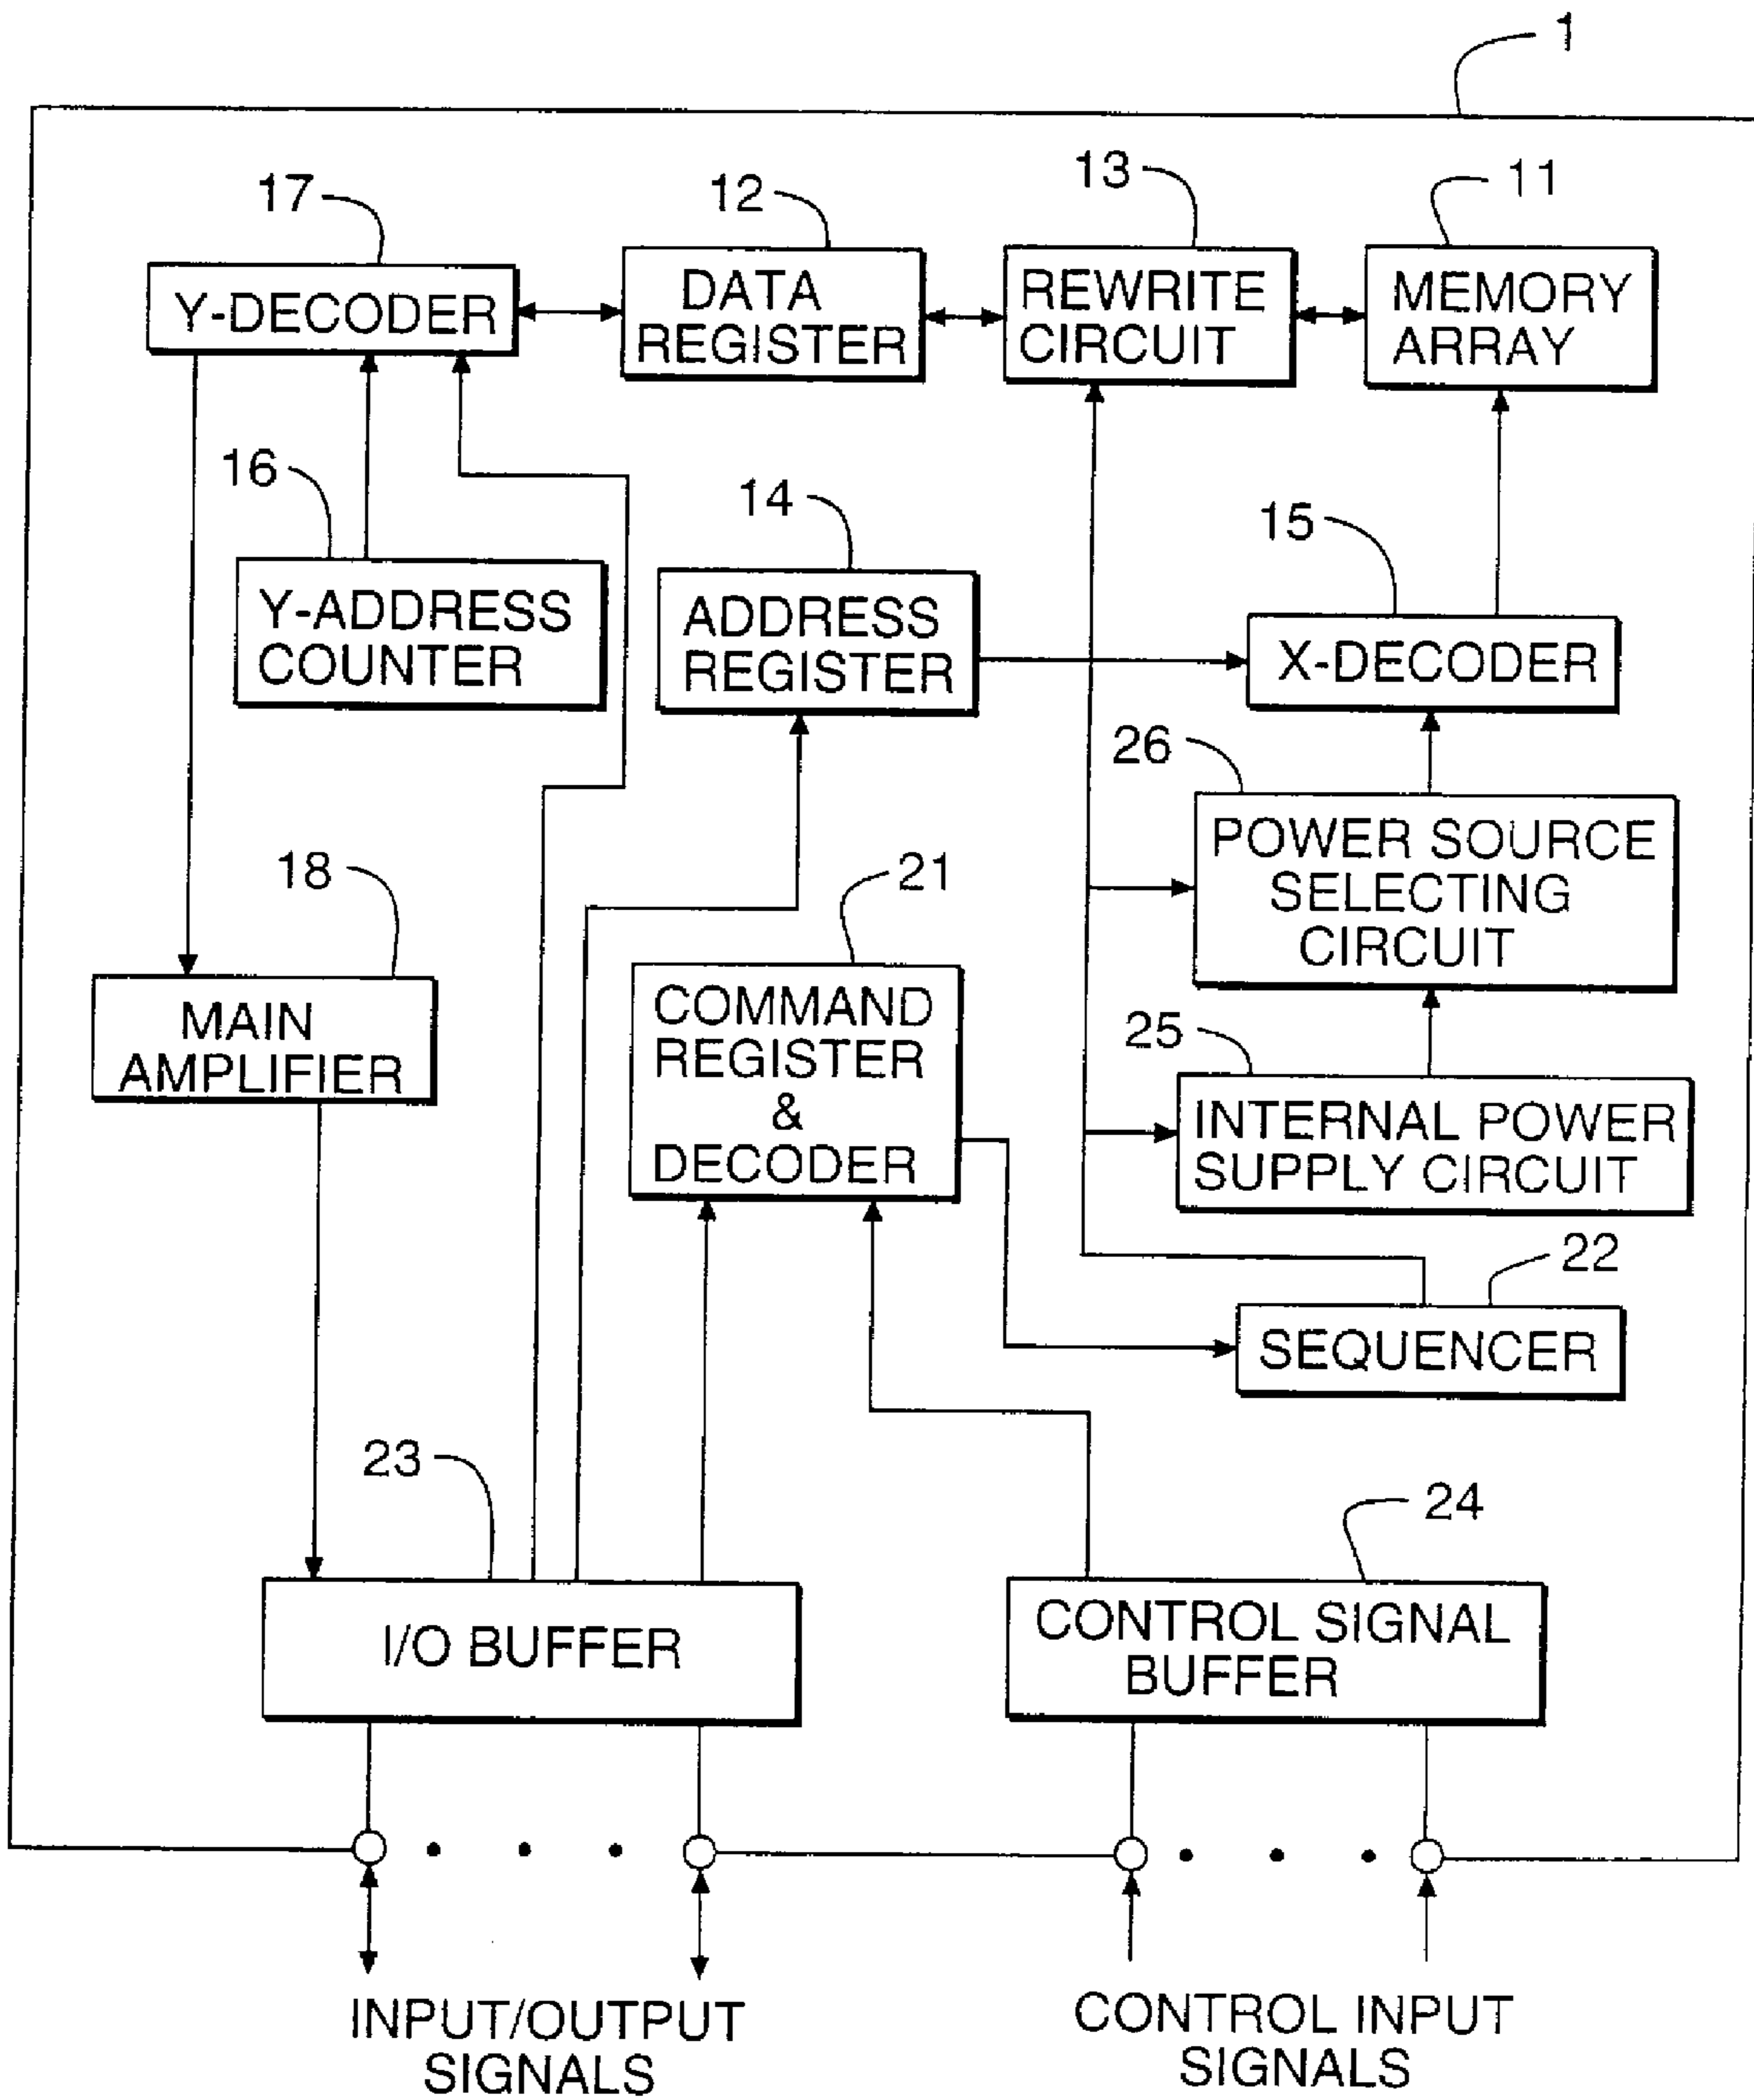 1
17
12
13
11
Y-DECODER
DATA
REGISTER
REWRITE
CIRCUIT
MEMORY
ARRAY
16
14
15
Y-ADDRESS
COUNTER
ADDRESS
REGISTER
X-DECODER
26
POWER SOURCE
SELECTING
CIRCUIT
18
21
MAIN
AMPLIFIER
COMMAND
REGISTER
&
DECODER
25
INTERNAL POWER
SUPPLY CIRCUIT
22
SEQUENCER
23
24
I/O BUFFER
CONTROL SIGNAL
BUFFER
INPUT/OUTPUT
SIGNALS
CONTROL INPUT
SIGNALS